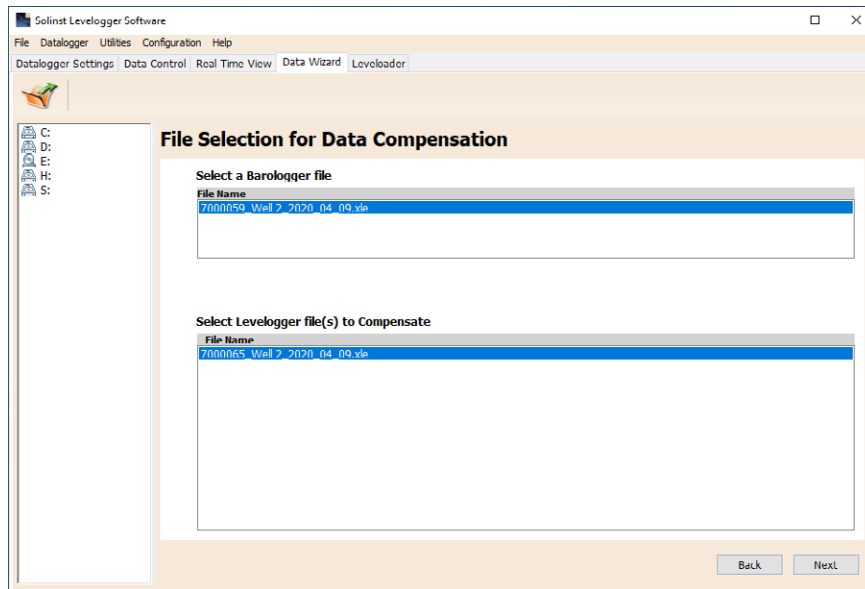 Solinst Levelogger Software
File Datalogger Utilities Configuration Help
Datalogger Settings Data Control Real Time View Data Wizard Leveloader
C:
D:
E:
H:
S:
File Selection for Data Compensation
Select a Barologger file
File Name
7000059_Well 2_2020_04_09.xle
Select Levelogger file(s) to Compensate
File Name
7000065_Well 2_2020_04_09.xle
Back Next